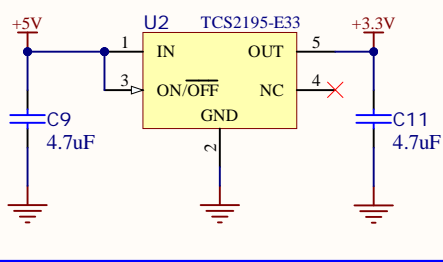 +5V
U2 TCS2195-E33
+3.3V
1 IN OUT 5
3 ON/OFF NC 4
GND
2
C9
4.7uF
C11
4.7uF